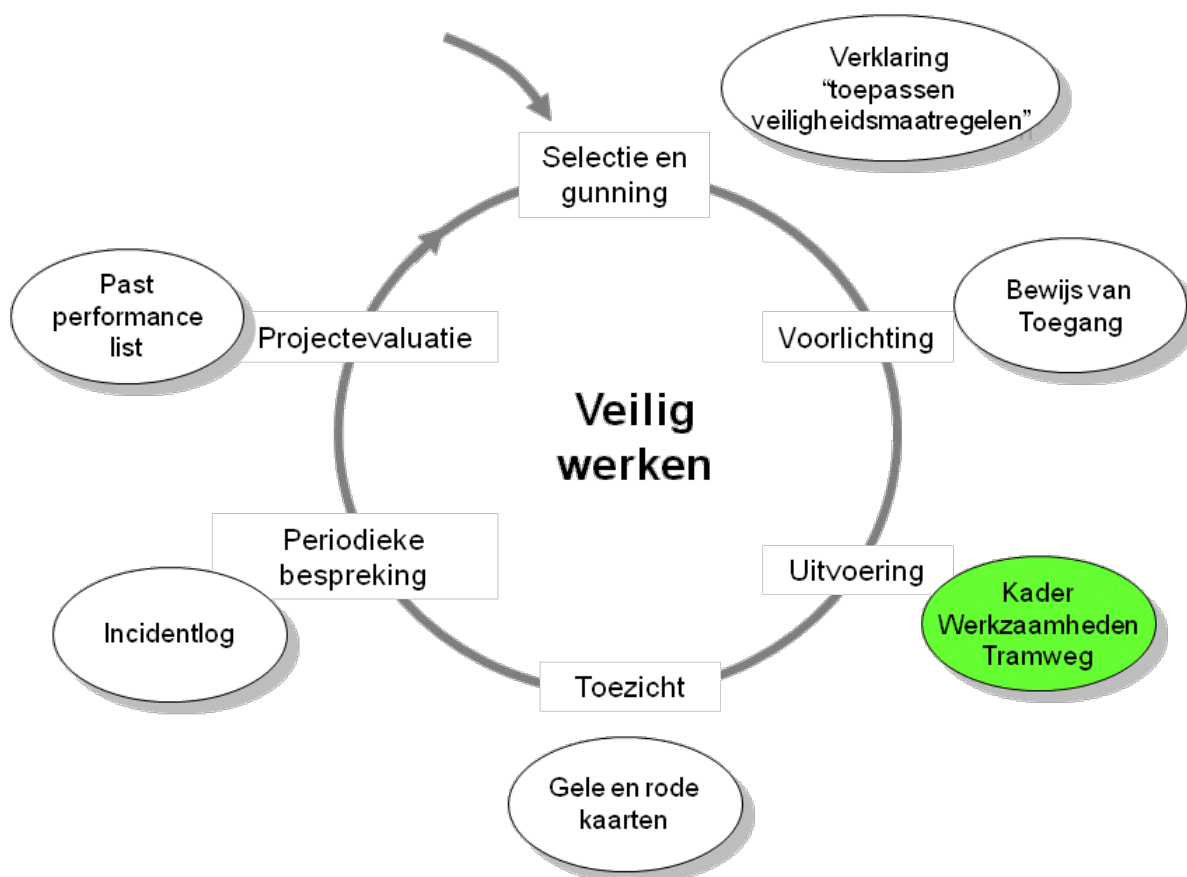 Verklaring
“toepassen
veiligheidsmaatregelen”
Selectie en
gunning
Past
performance
list
Projectevaluatie
Bewijs van
Toegang
Voorlichting
Veilig
werken
Periodieke
bespreking
Incidentlog
Uitvoering
Kader
Werkzaamheden
Tramweg
Toezicht
Gele en rode
kaarten